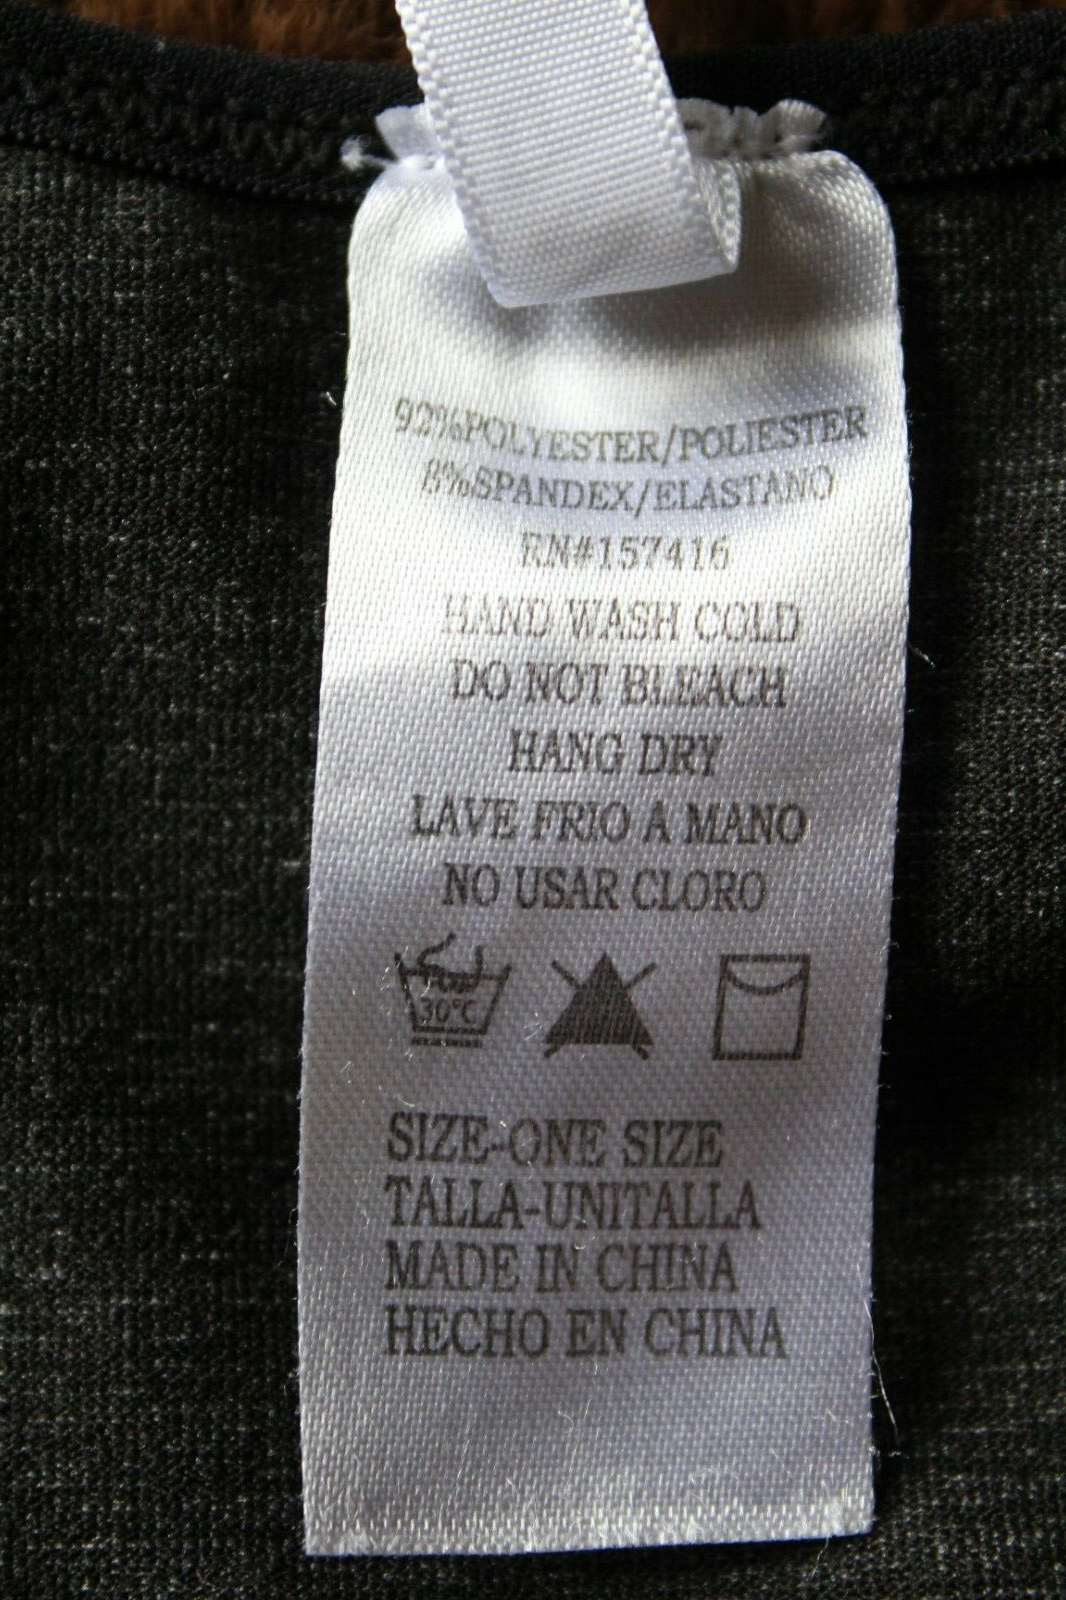 92%POLYESTER/POLIESTER
8%SPANDEX/ELASTANO
RN#157416
HAND WASH COLD
DO NOT BLEACH
HANG DRY
LAVE FRIO A MANO
NO USAR CLORO
30°C
SIZE-ONE SIZE
TALLA-UNITALLA
MADE IN CHINA
HECHO EN CHINA